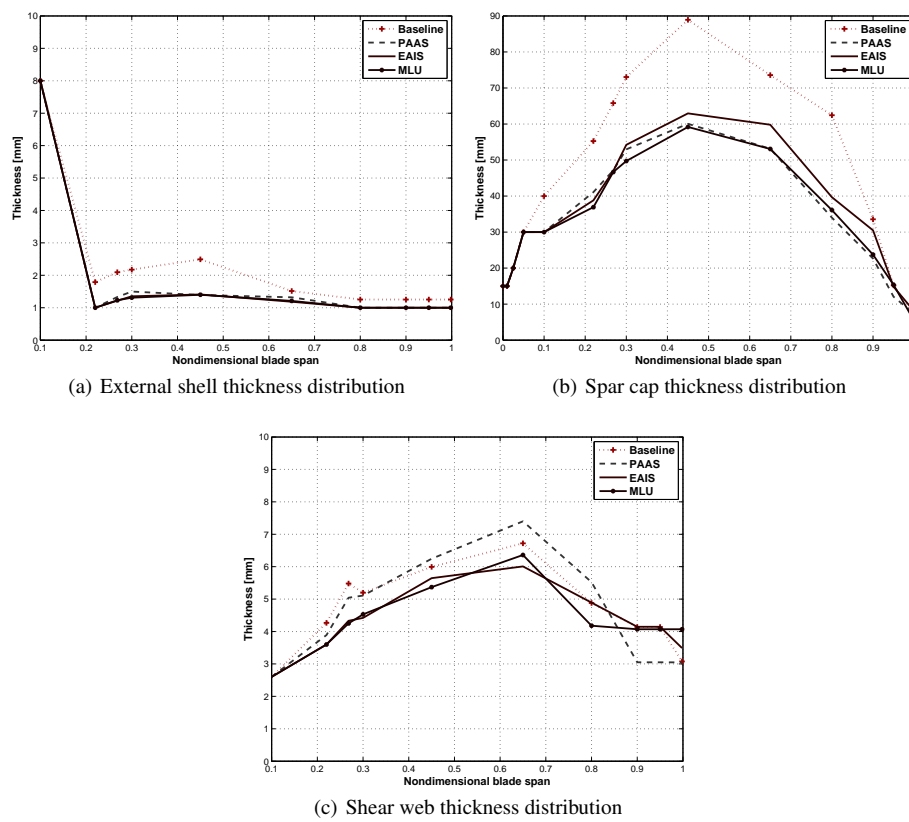 10
9
8
7
6
5
4
3
2
1
0
Thickness [mm]
0.1 0.2 0.3 0.4 0.5 0.6 0.7 0.8 0.9 1
Nondimensional blade span
Baseline
PAAS
EAIS
MLU
(a) External shell thickness distribution
90
80
70
60
50
40
30
20
10
0
Thickness [mm]
0 0.1 0.2 0.3 0.4 0.5 0.6 0.7 0.8 0.9
Nondimensional blade span
Baseline
PAAS
EAIS
MLU
(b) Spar cap thickness distribution
10
9
8
7
6
5
4
3
2
1
0
Thickness [mm]
0.1 0.2 0.3 0.4 0.5 0.6 0.7 0.8 0.9 1
Nondimensional blade span
Baseline
PAAS
EAIS
MLU
(c) Shear web thickness distribution